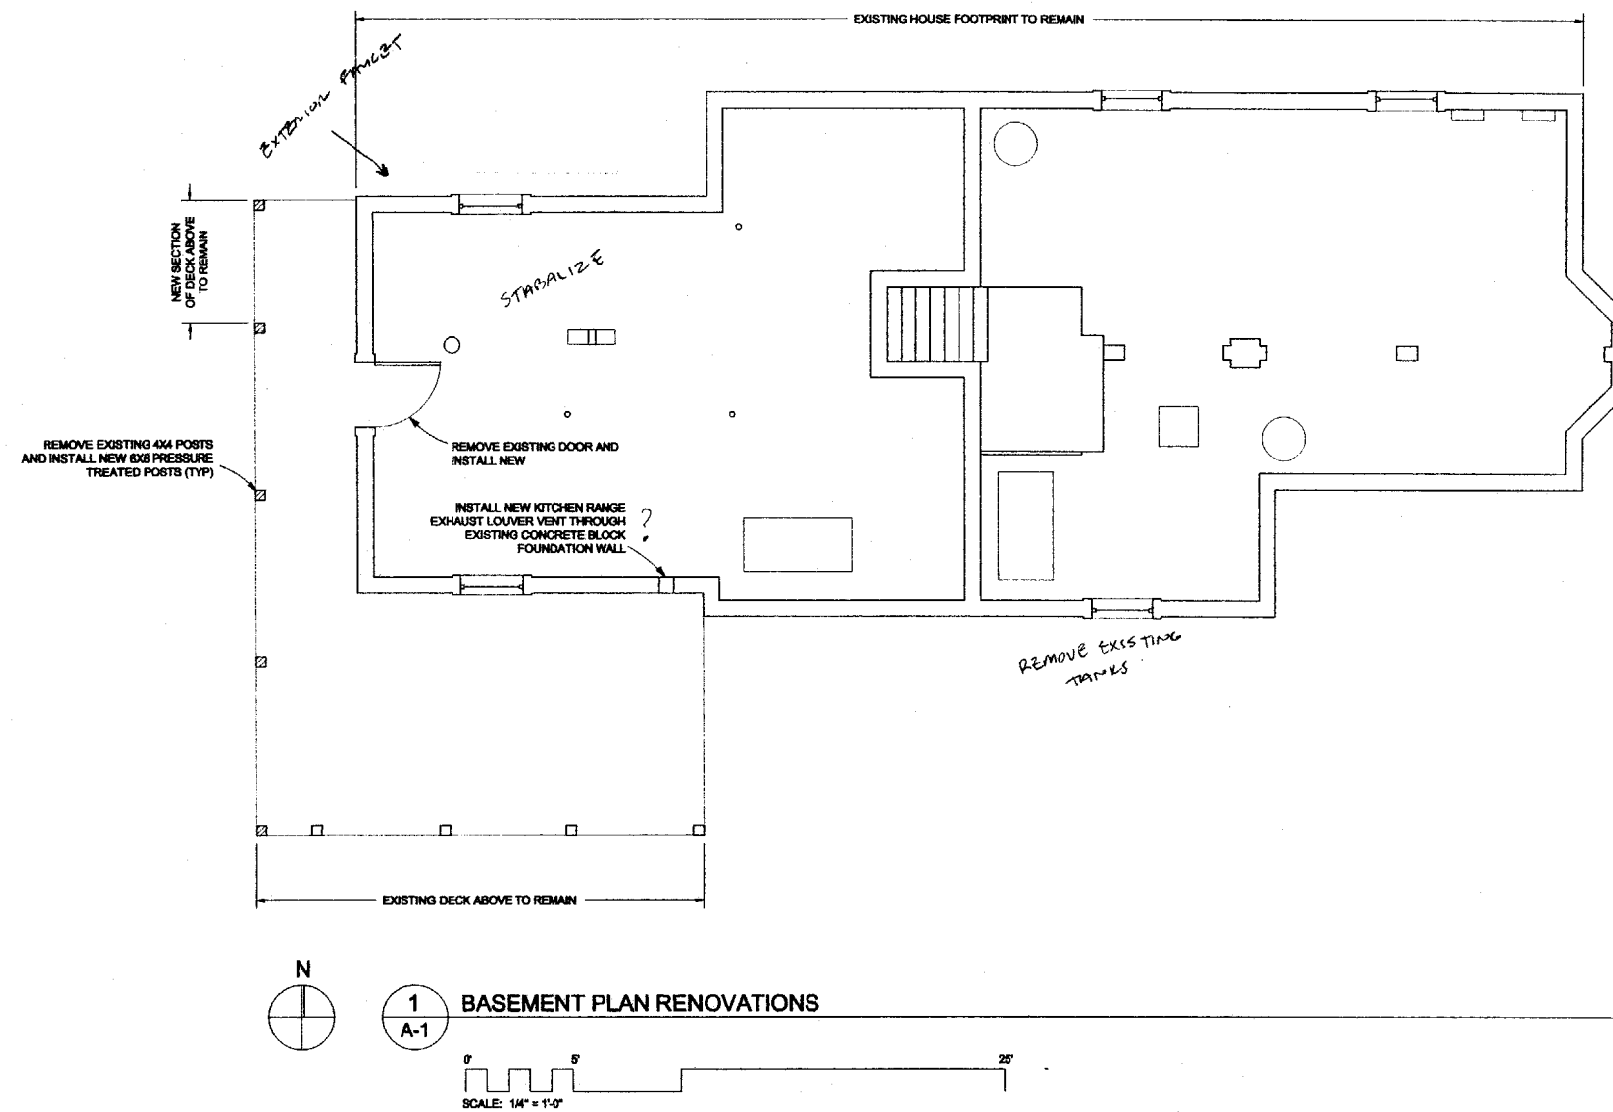 EXISTING HOUSE FOOTPRINT TO REMAIN
EXTERIOR FAUCET
NEW SECTION
OF DECK ABOVE
TO REMAIN
STABALIZE
REMOVE EXISTING 4X4 POSTS
AND INSTALL NEW 6X6 PRESSURE
TREATED POSTS (TYP)
REMOVE EXISTING DOOR AND
INSTALL NEW
INSTALL NEW KITCHEN RANGE
EXHAUST LOUVER VENT THROUGH
EXISTING CONCRETE BLOCK
FOUNDATION WALL
?
REMOVE EXISTING
TANKS
EXISTING DECK ABOVE TO REMAIN
N
1
A-1
BASEMENT PLAN RENOVATIONS
0' 5' 25'
SCALE: 1/4" = 1'-0"